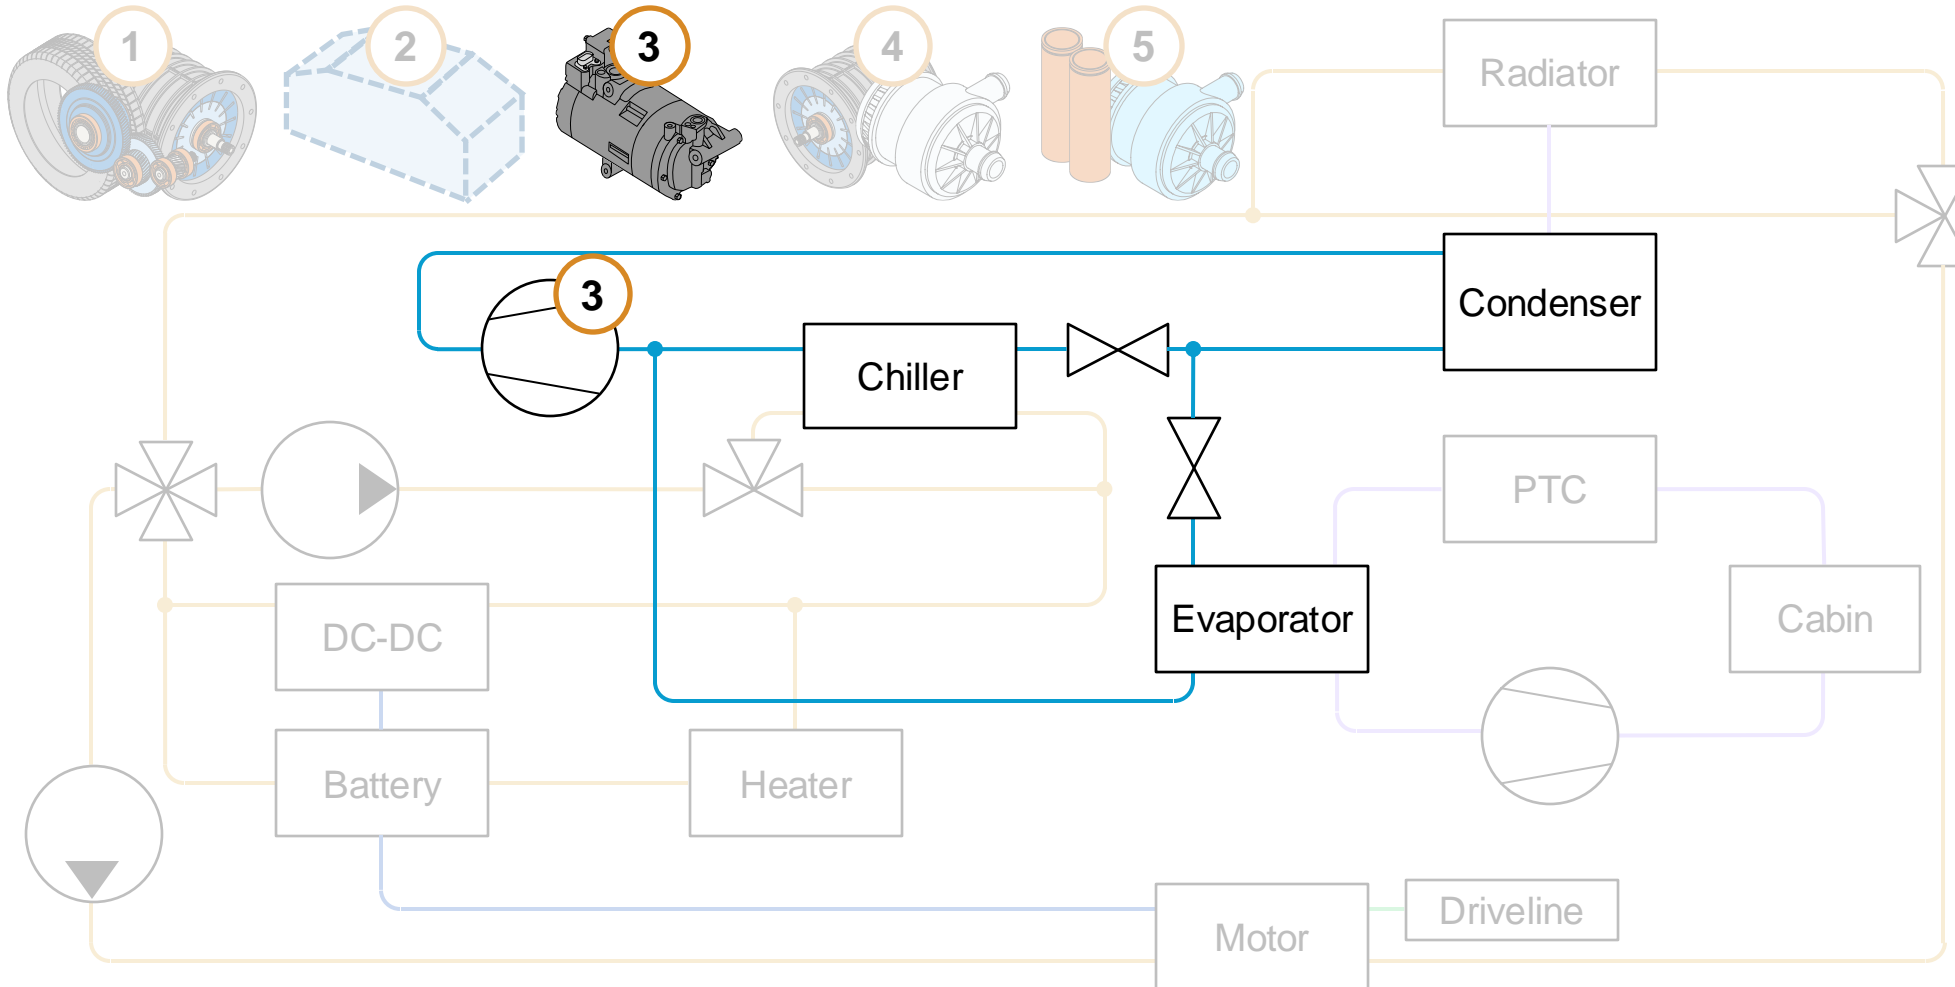 1
2
3
4
5
Radiator
Condenser
3
Chiller
PTC
Evaporator
Cabin
DC-DC
Battery
Heater
Driveline
Motor